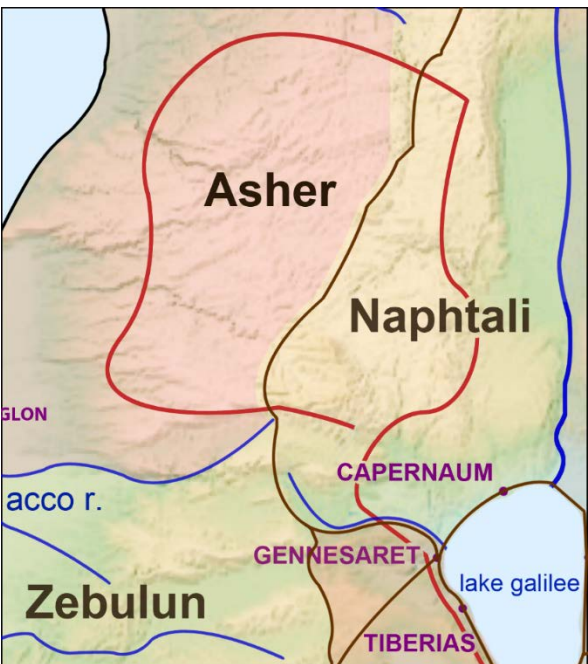 Asher
Naphtali
GLON
CAPERNAUM
acco r.
GENNESARET
lake galilee
Zebulun
TIBERIAS